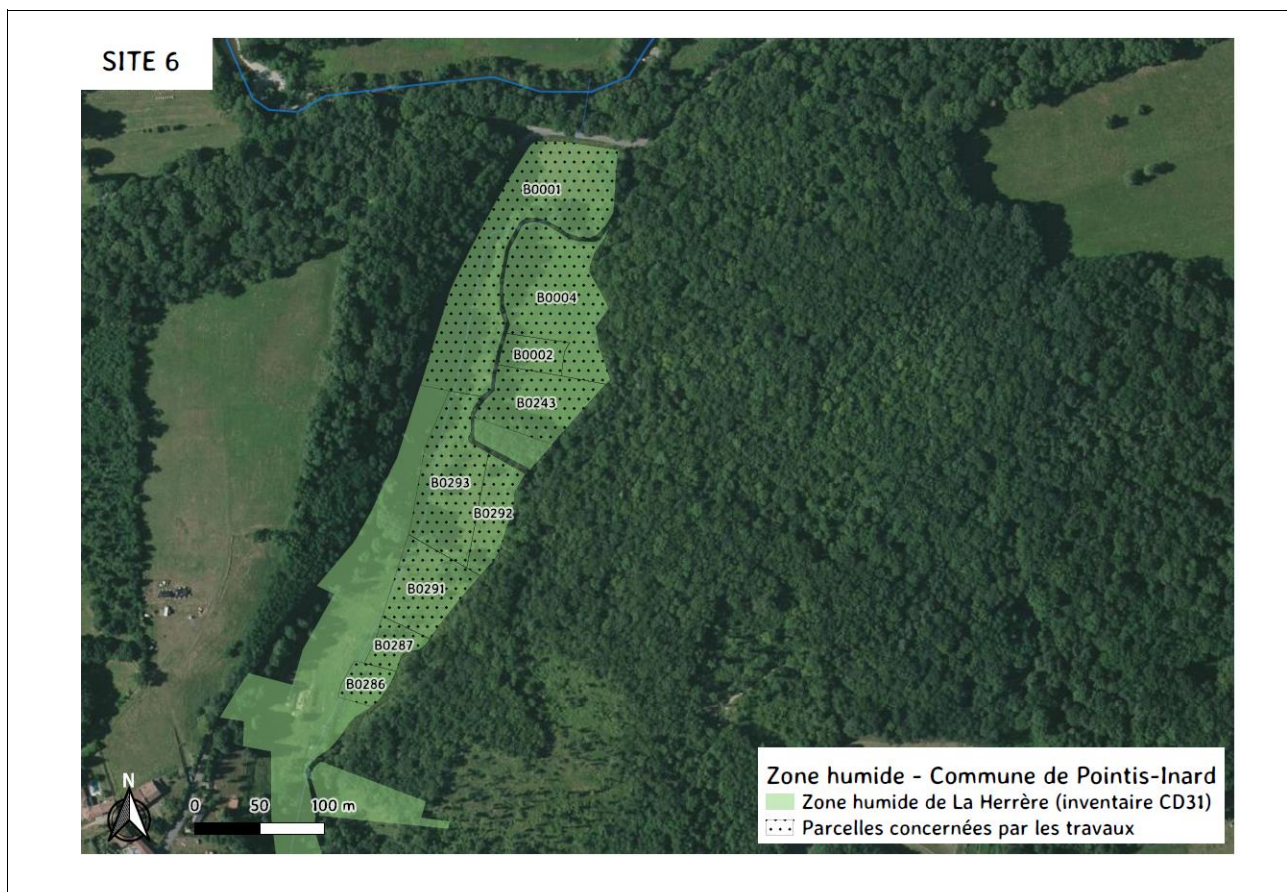 SITE 6
B0001
B0004
B0002
B0243
B0293
B0292
B0291
B0287
B0286
N
0 50 100 m
Zone humide - Commune de Pointis-Inard
Zone humide de La Herrère (inventaire CD31)
Parcelles concernées par les travaux